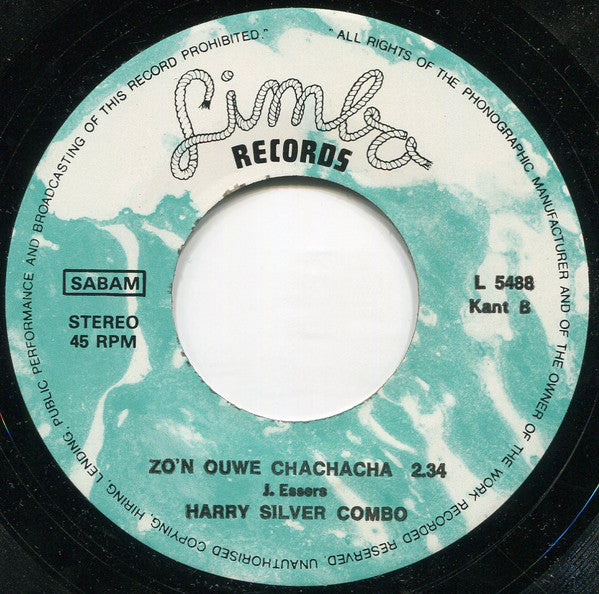 "ALL RIGHTS OF THE PHONOGRAPHIC MANUFACTURER AND OF THE OWNER OF THE WORK RECORDED RESERVED. UNAUTHORISED COPYING, HIRING, LENDING, PUBLIC PERFORMANCE AND BROADCASTING OF THIS RECORD PROHIBITED."
Limbo
RECORDS
SABAM
STEREO
45 RPM
L 5488
Kant B
ZO'N OUWE CHACHACHA 2.34
J. Essers
HARRY SILVER COMBO